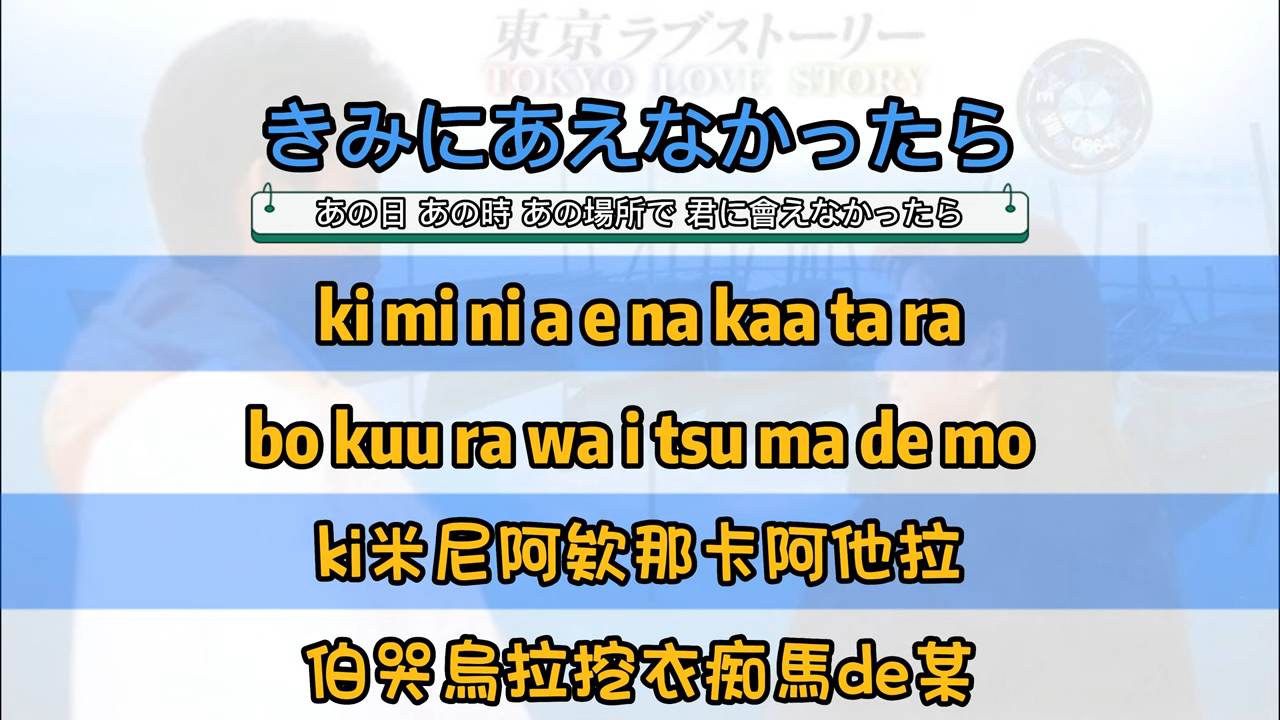 東京ラブストーリー
TOKYO LOVE STORY
きみにあえなかったら
あの日 あの時 あの場所で 君に會えなかったら
ki mi ni a e na kaa ta ra
bo kuu ra wa i tsu ma de mo
ki米尼阿欸那卡阿他拉
伯哭烏拉挖衣痴馬de某